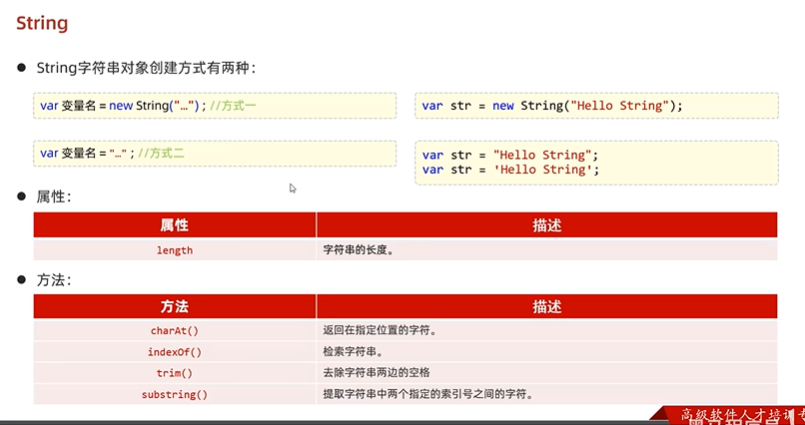 String
● String字符串对象创建方式有两种：
var 变量名 = new String("…") ; //方式一
var str = new String("Hello String");
var 变量名 = "…" ; //方式二
var str = "Hello String";
var str = 'Hello String';
● 属性：
属性 描述
length 字符串的长度。
● 方法：
方法 描述
charAt() 返回在指定位置的字符。
indexOf() 检索字符串。
trim() 去除字符串两边的空格
substring() 提取字符串中两个指定的索引号之间的字符。
高级软件人才培训专